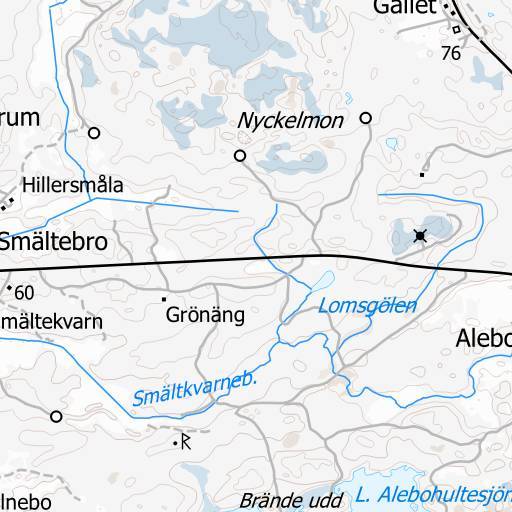 Gallet
76
Nyckelmon
rum
Hillersmåla
Smältebro
60
Lomsgölen
mältekvarn
Grönäng
Alebo
Smältkvarneb.
R
lnebo
Brände udd
L. Alebohultesjön